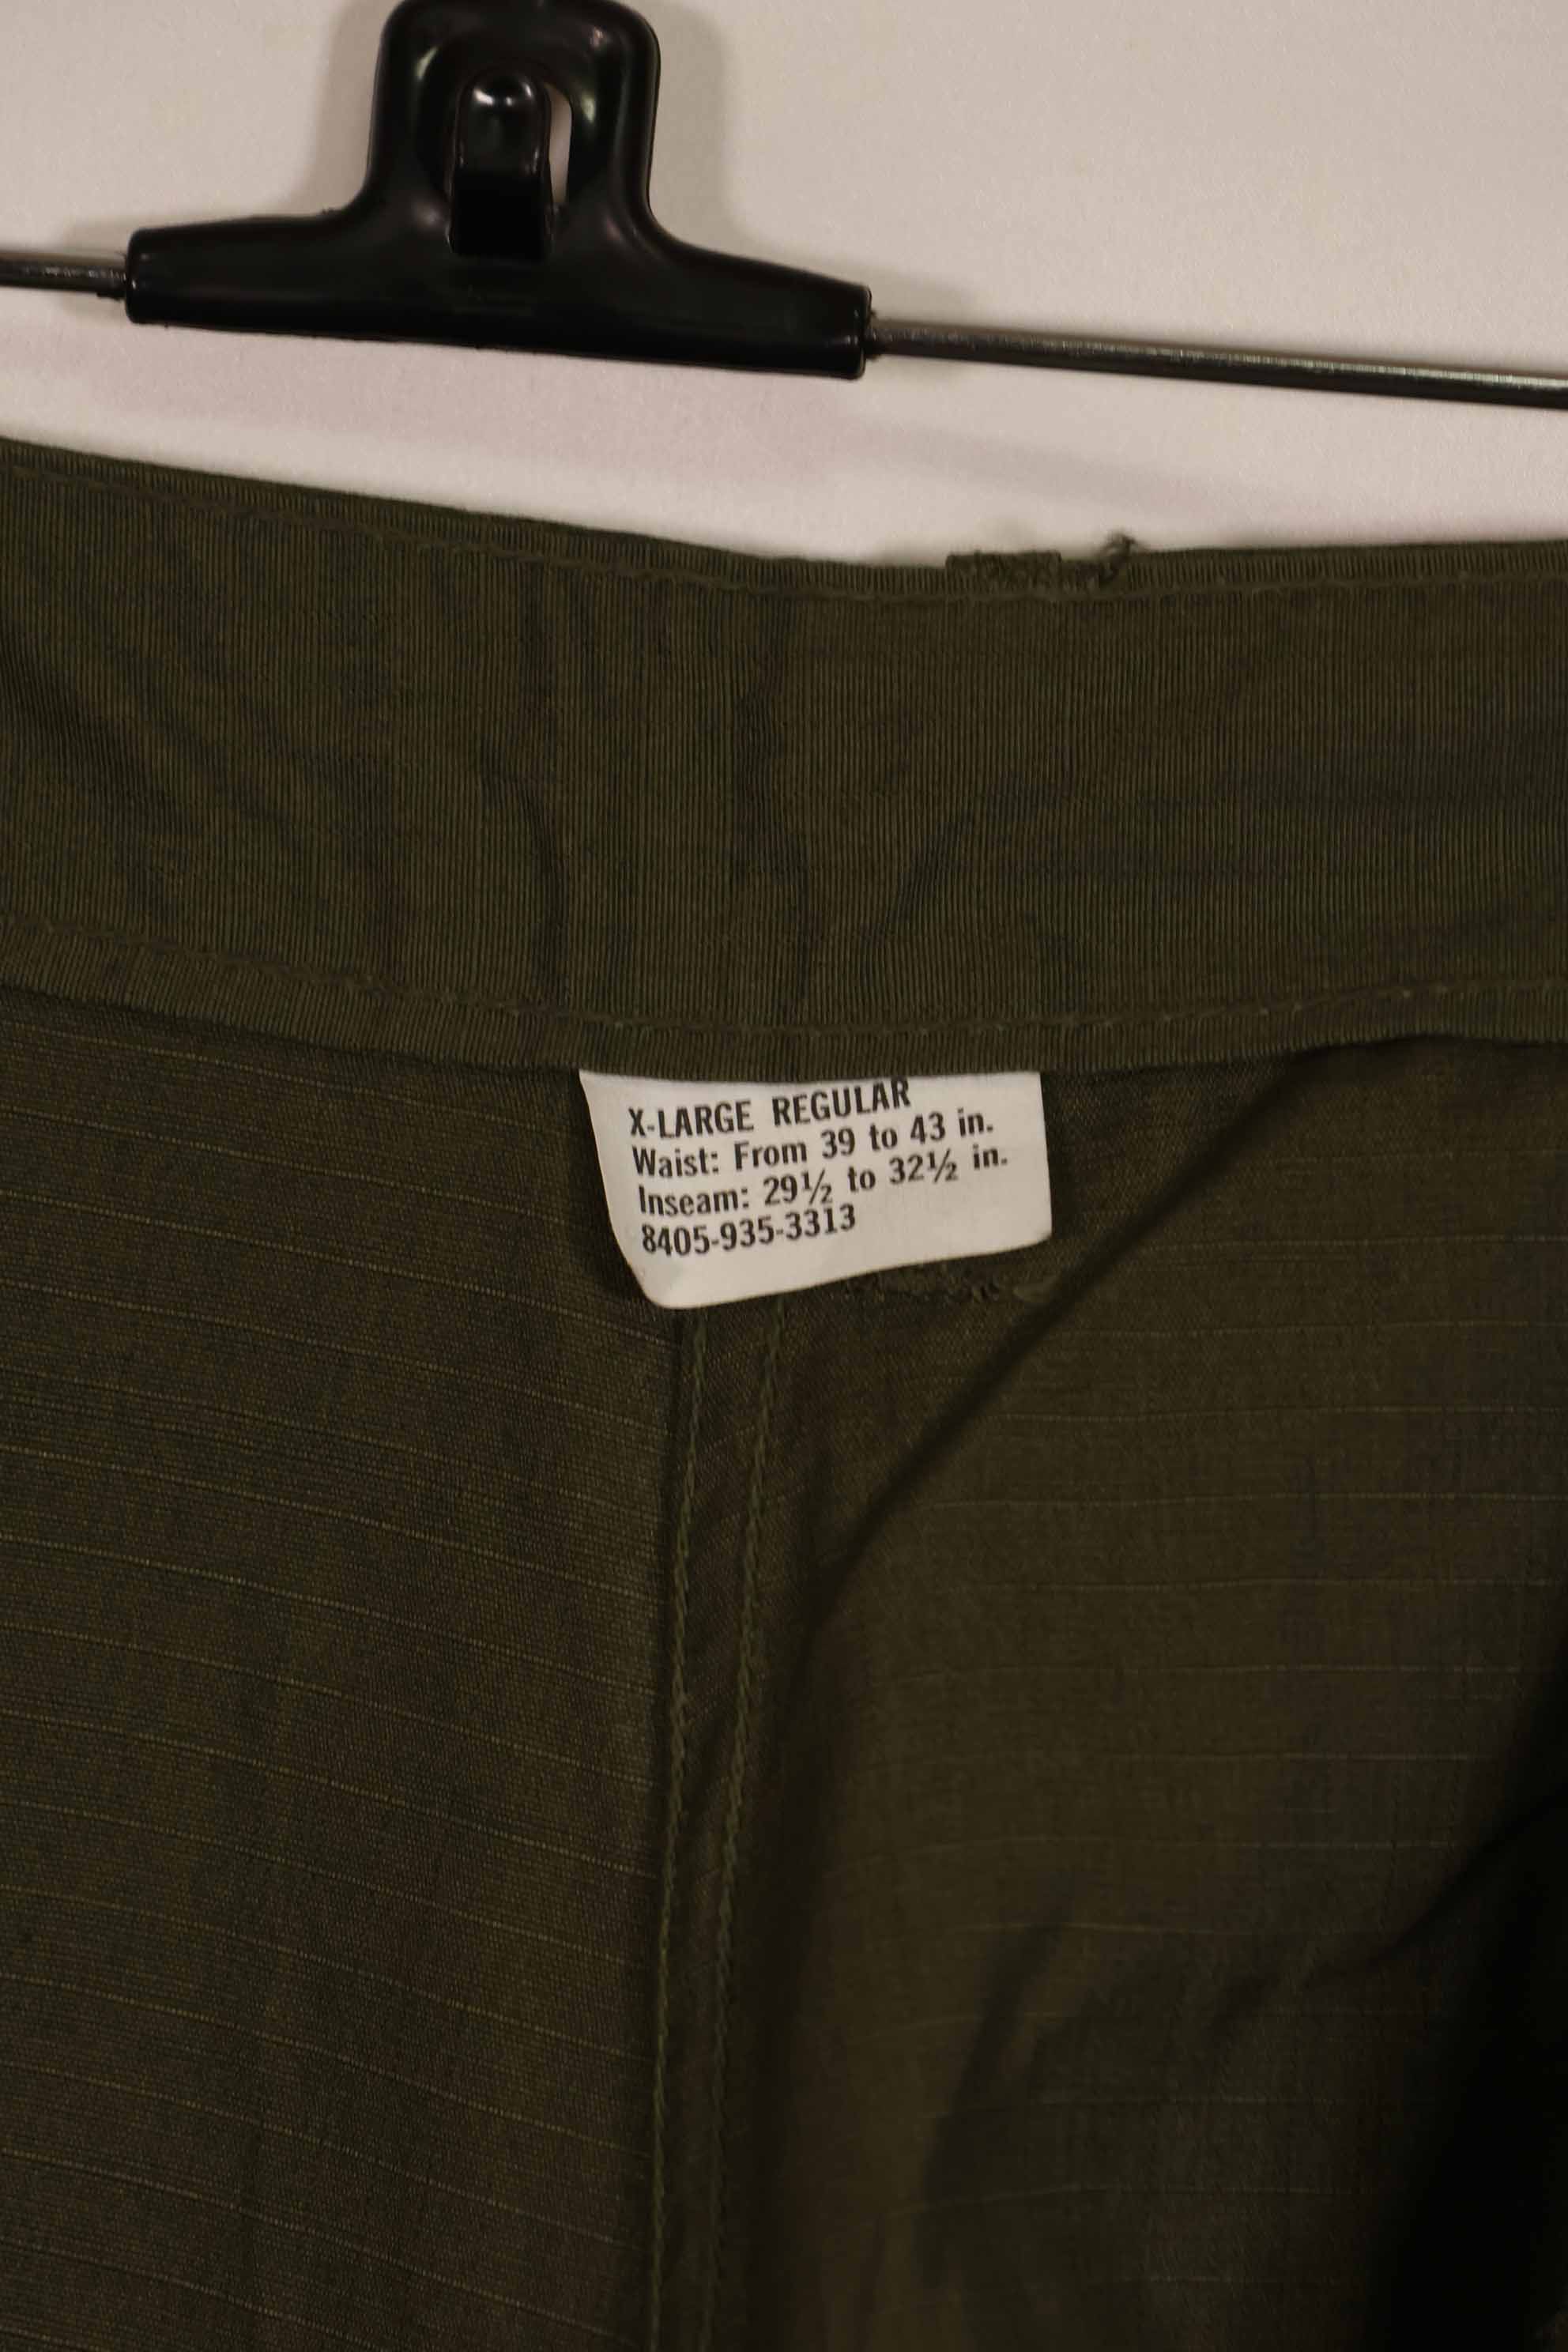 X-LARGE REGULAR
Waist: From 39 to 43 in.
Inseam: 29½ to 32½ in.
8405-935-3313